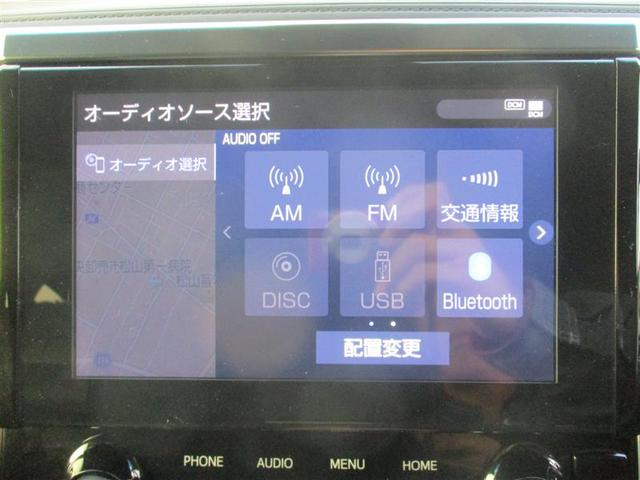 オーディオソース選択
DCM
DCM
AUDIO OFF
オーディオ選択
AM
FM
交通情報
DISC
USB
Bluetooth
配置変更
PHONE
AUDIO
MENU
HOME